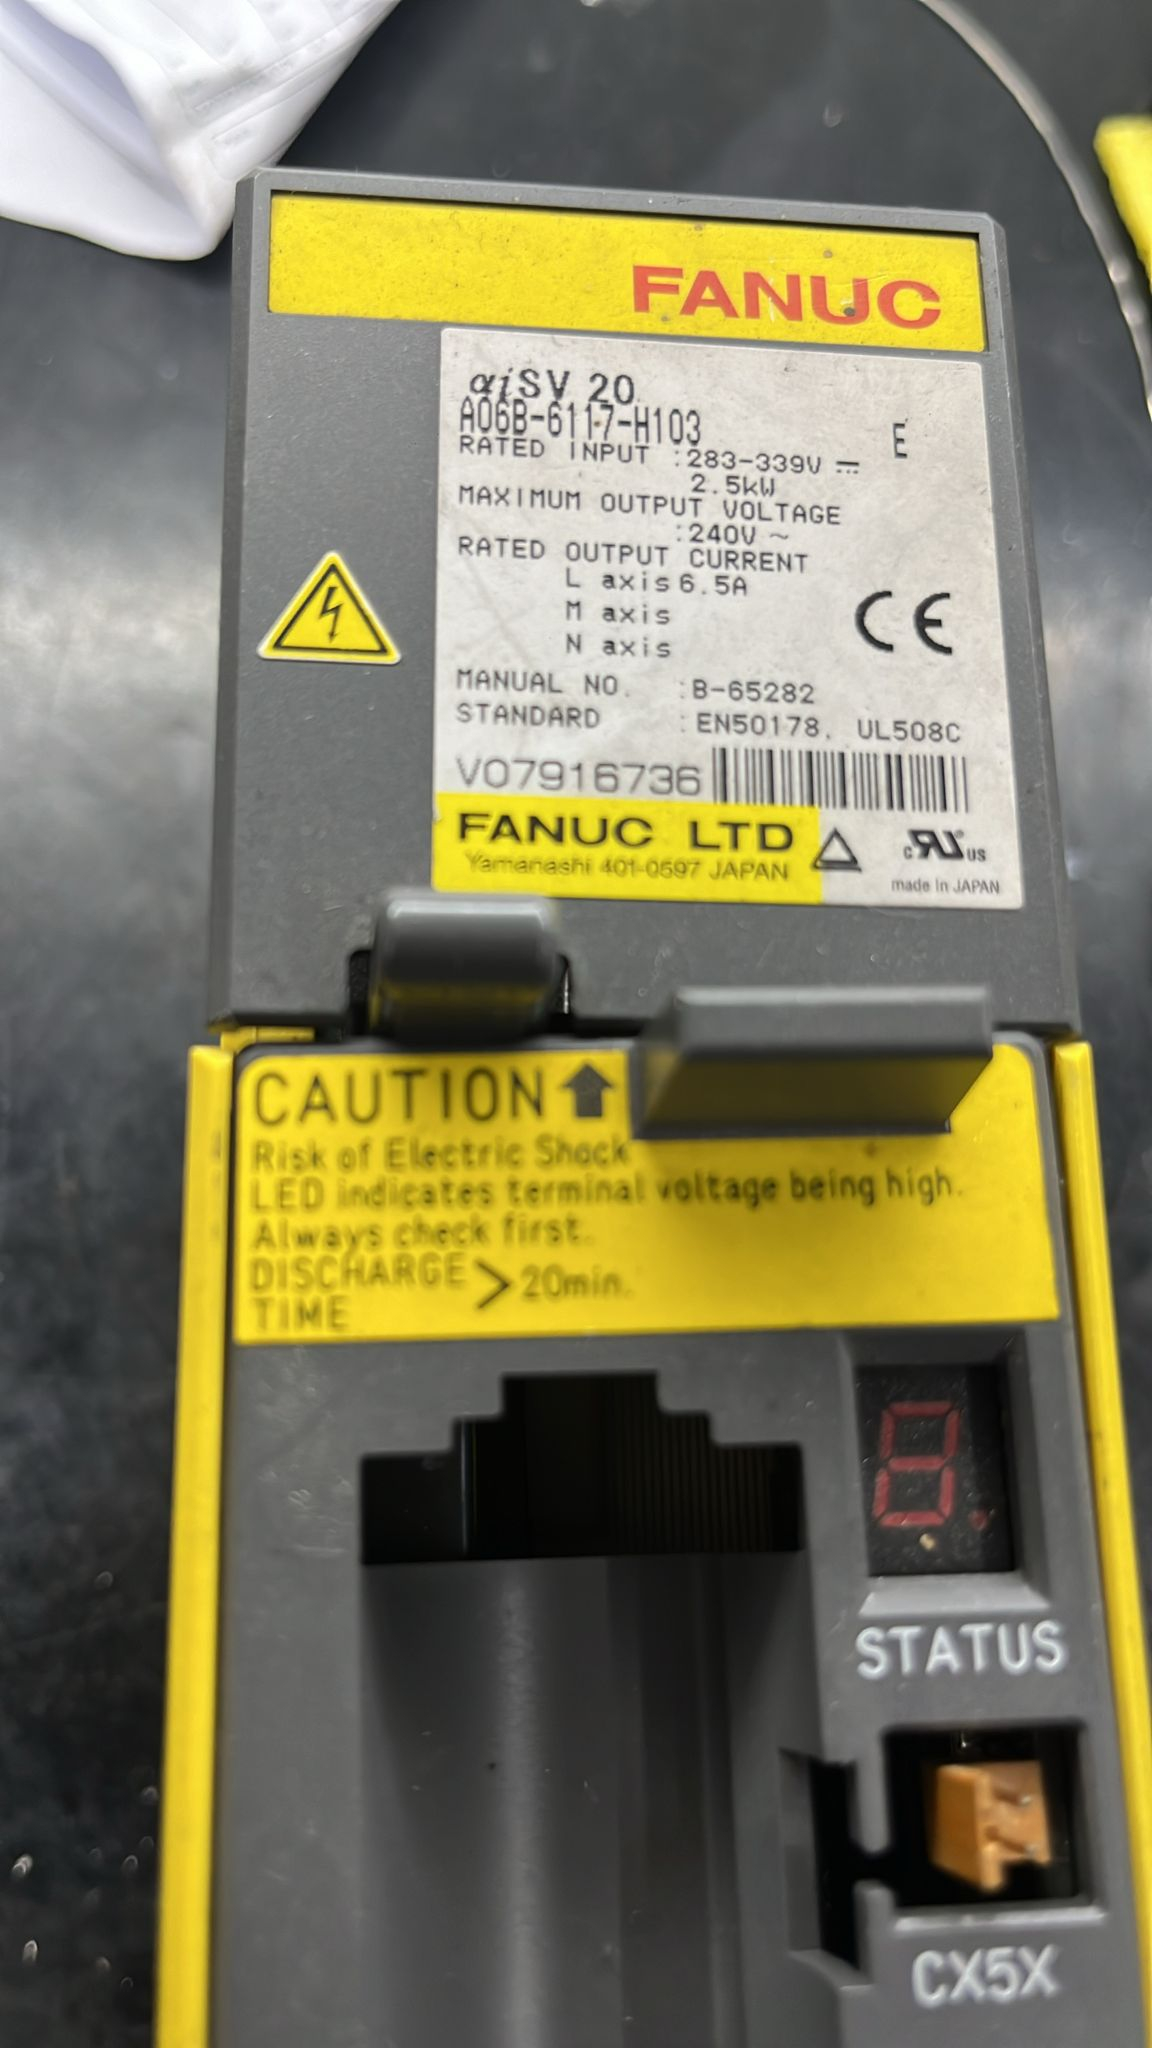 FANUC
αiSV 20
A06B-6117-H103
E
RATED INPUT :283-339V ⎓
2.5kW
MAXIMUM OUTPUT VOLTAGE
:240V ~
RATED OUTPUT CURRENT
L axis 6.5A
M axis
N axis
CE
MANUAL NO. :B-65282
STANDARD :EN50178, UL508C
V07916736
FANUC LTD
Yamanashi 401-0597 JAPAN
c RU US
made in JAPAN
CAUTION ↑
Risk of Electric Shock
LED indicates terminal voltage being high.
Always check first.
DISCHARGE > 20min.
TIME
8.
STATUS
CX5X